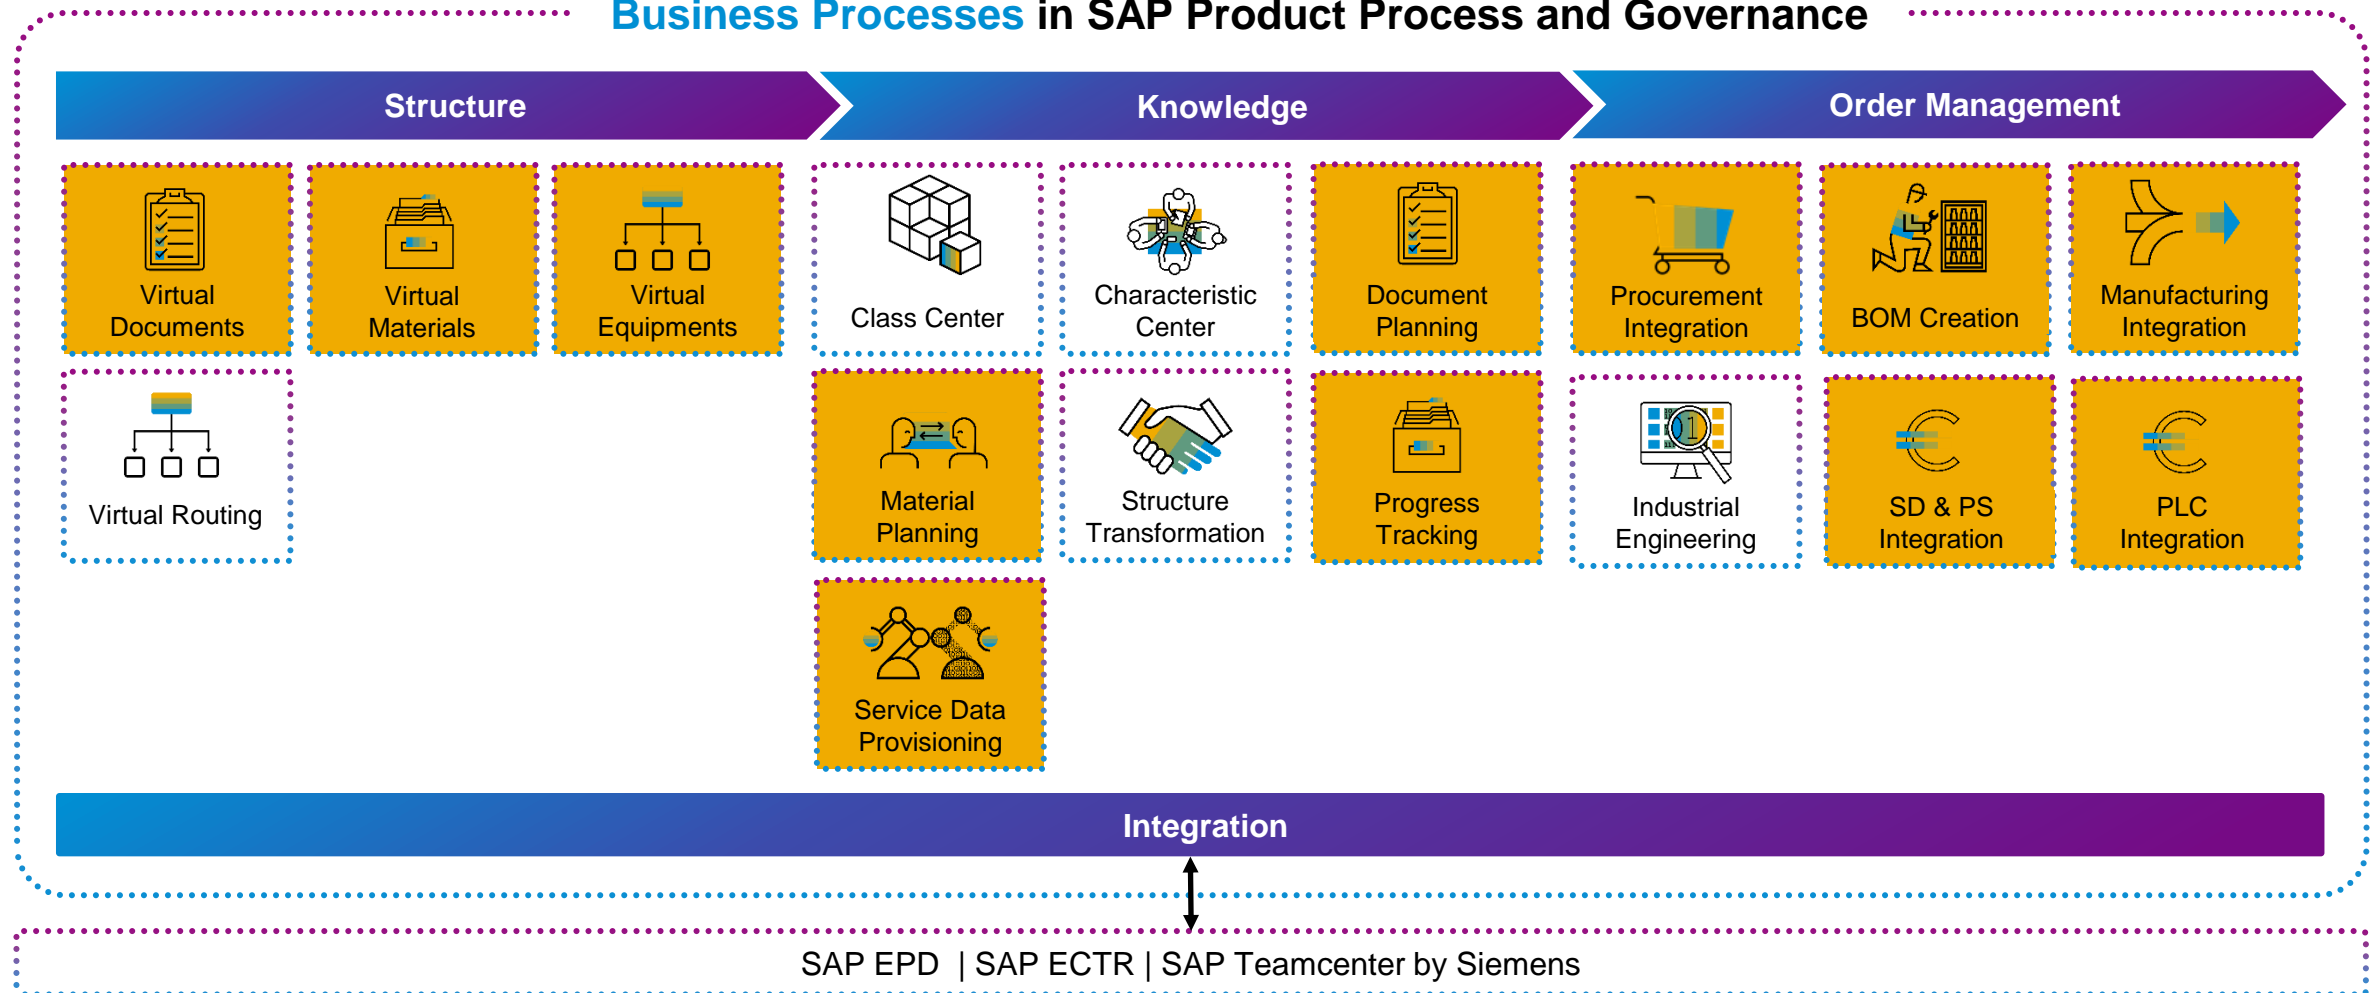 Business Processes in SAP Product Process and Governance
Structure
Knowledge
Order Management
Virtual
Documents
Virtual
Materials
Virtual
Equipments
Class Center
Characteristic
Center
Document
Planning
Procurement
Integration
BOM Creation
Manufacturing
Integration
Virtual Routing
Material
Planning
Structure
Transformation
Progress
Tracking
Industrial
Engineering
SD & PS
Integration
PLC
Integration
Service Data
Provisioning
Integration
SAP EPD | SAP ECTR | SAP Teamcenter by Siemens